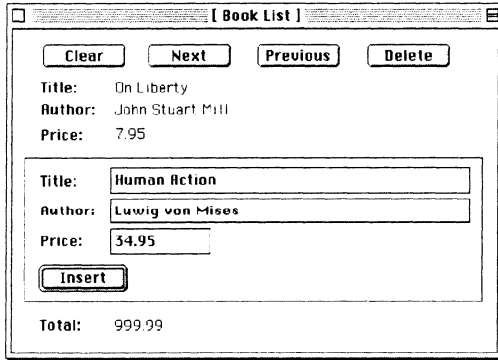 [ Book List ]
Clear Next Previous Delete
Title: On Liberty
Author: John Stuart Mill
Price: 7.95
Title: Human Action
Author: Luwig von Mises
Price: 34.95
Insert
Total: 999.99